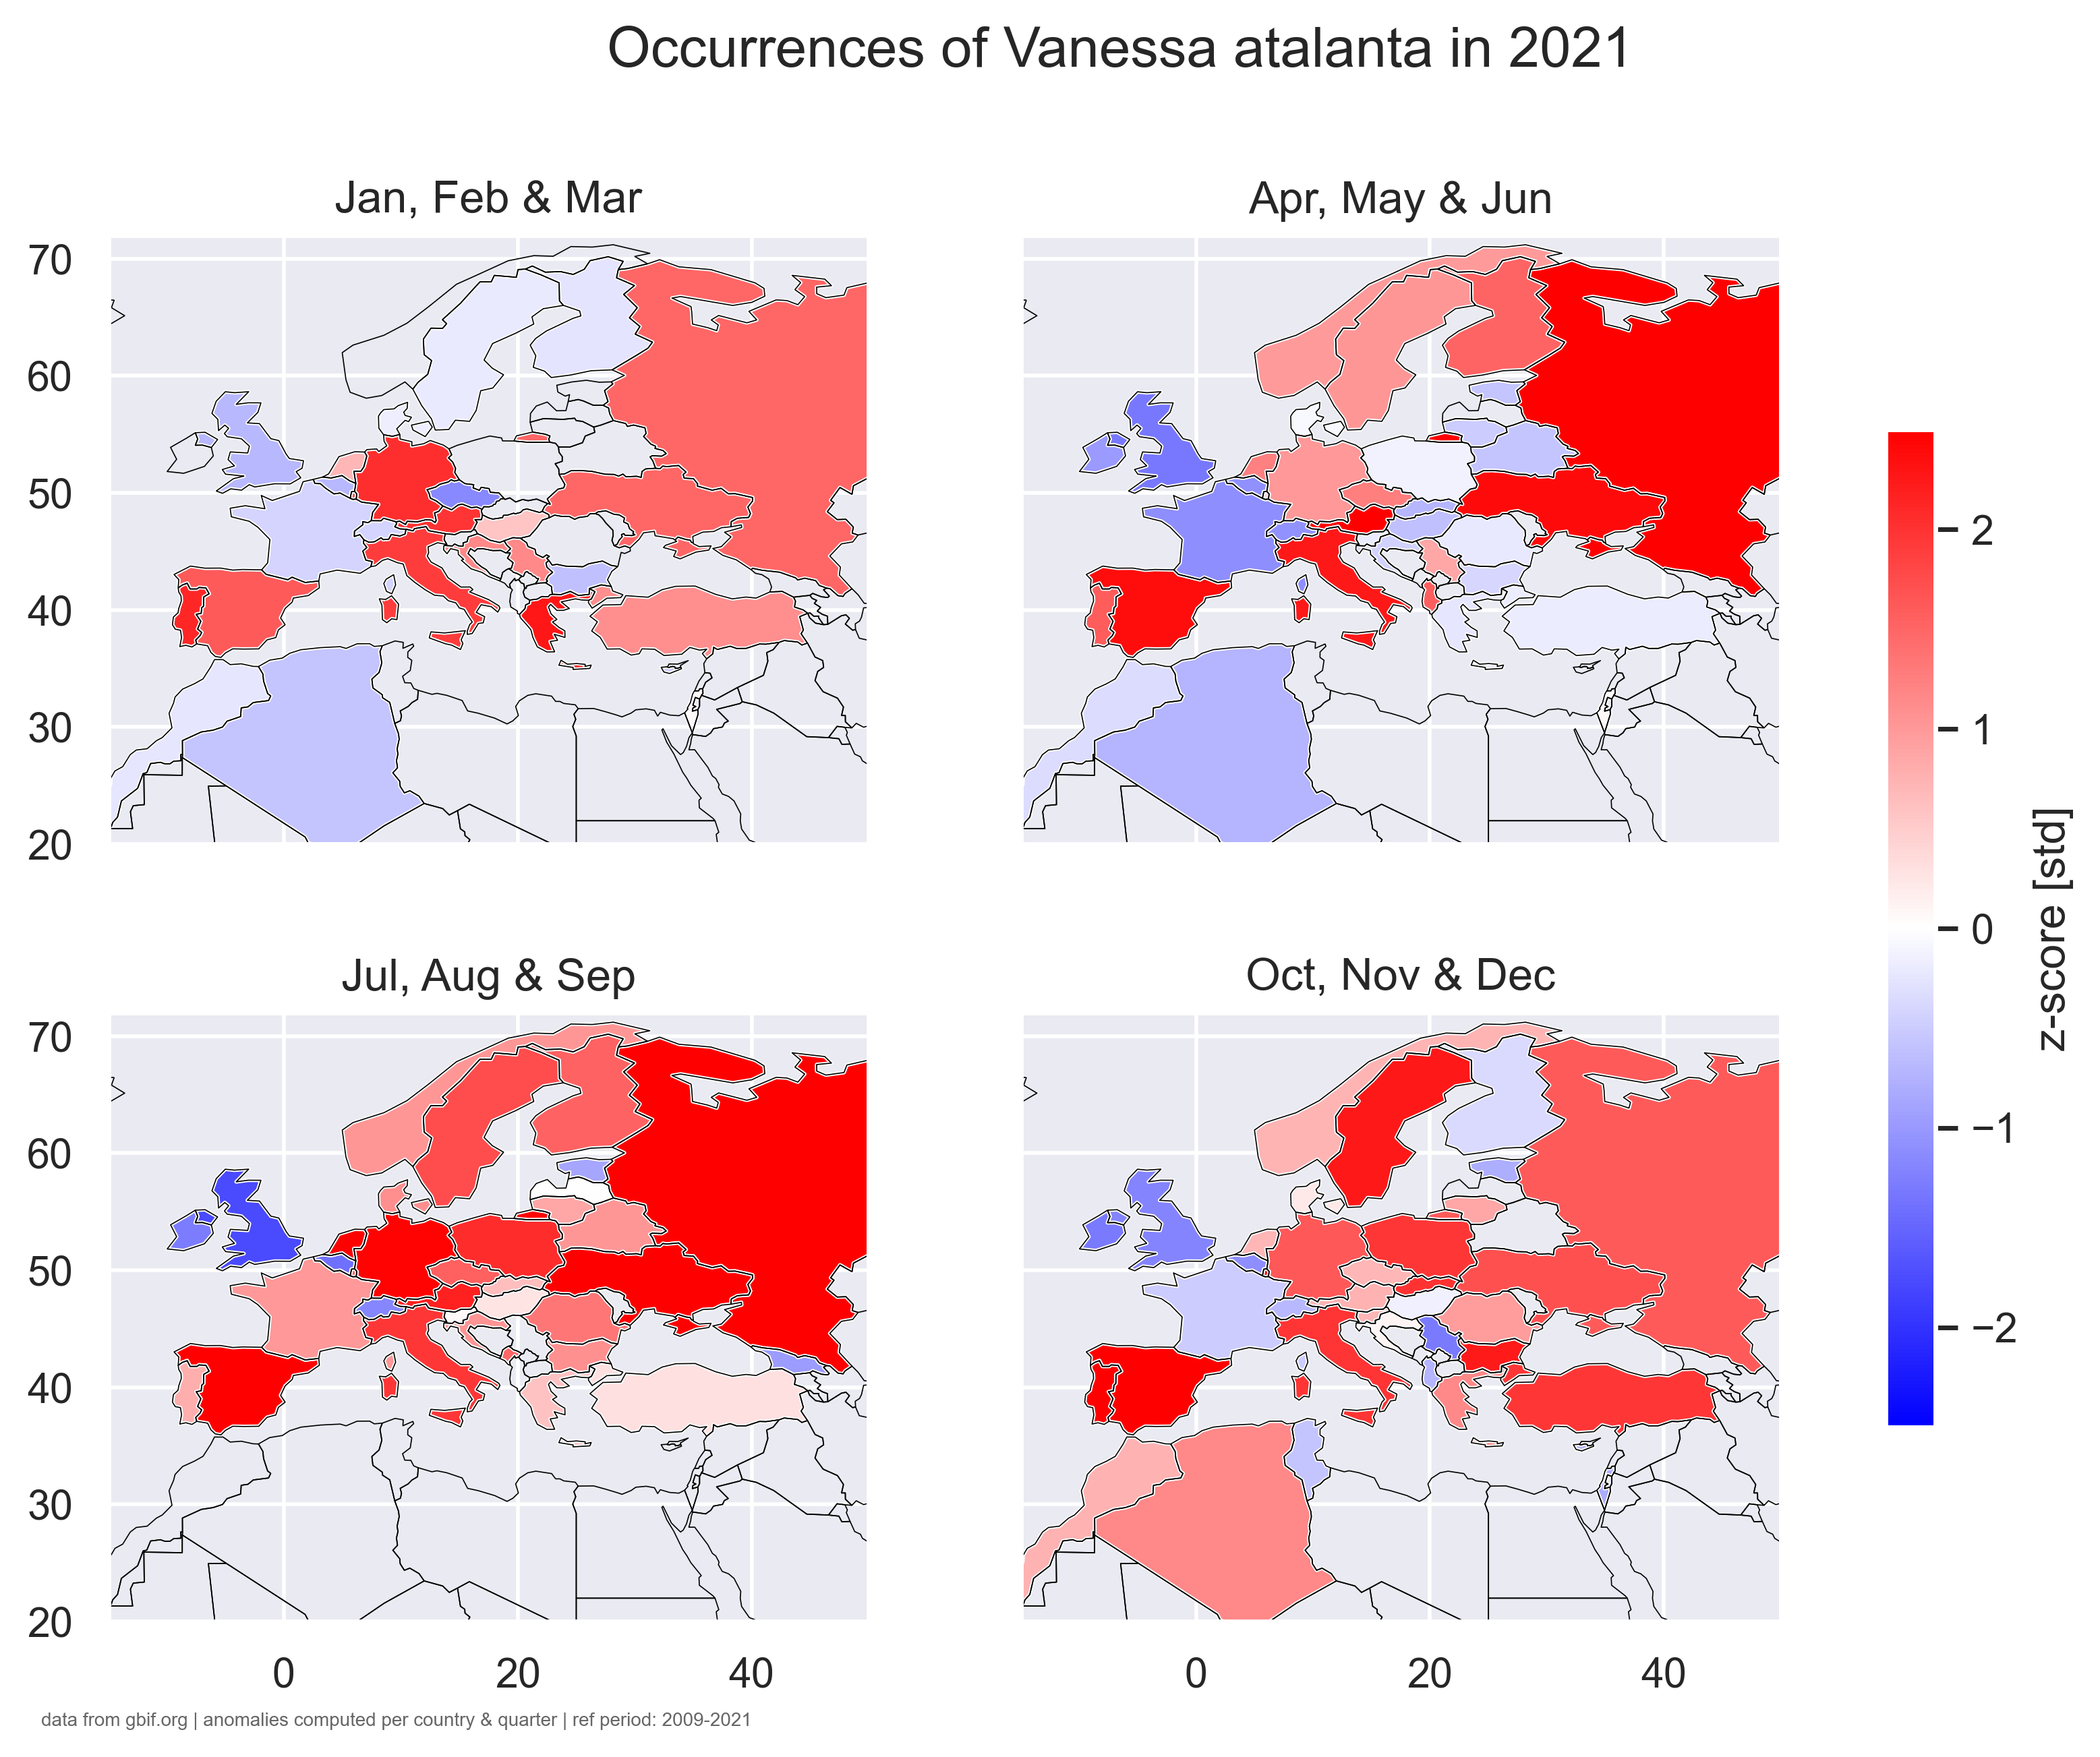 Occurrences of Vanessa atalanta in 2021
Jan, Feb & Mar
Apr, May & Jun
70
60
50
40
30
20
2
1
0
−1
−2
z-score [std]
Jul, Aug & Sep
Oct, Nov & Dec
70
60
50
40
30
20
0 20 40
0 20 40
data from gbif.org | anomalies computed per country & quarter | ref period: 2009-2021